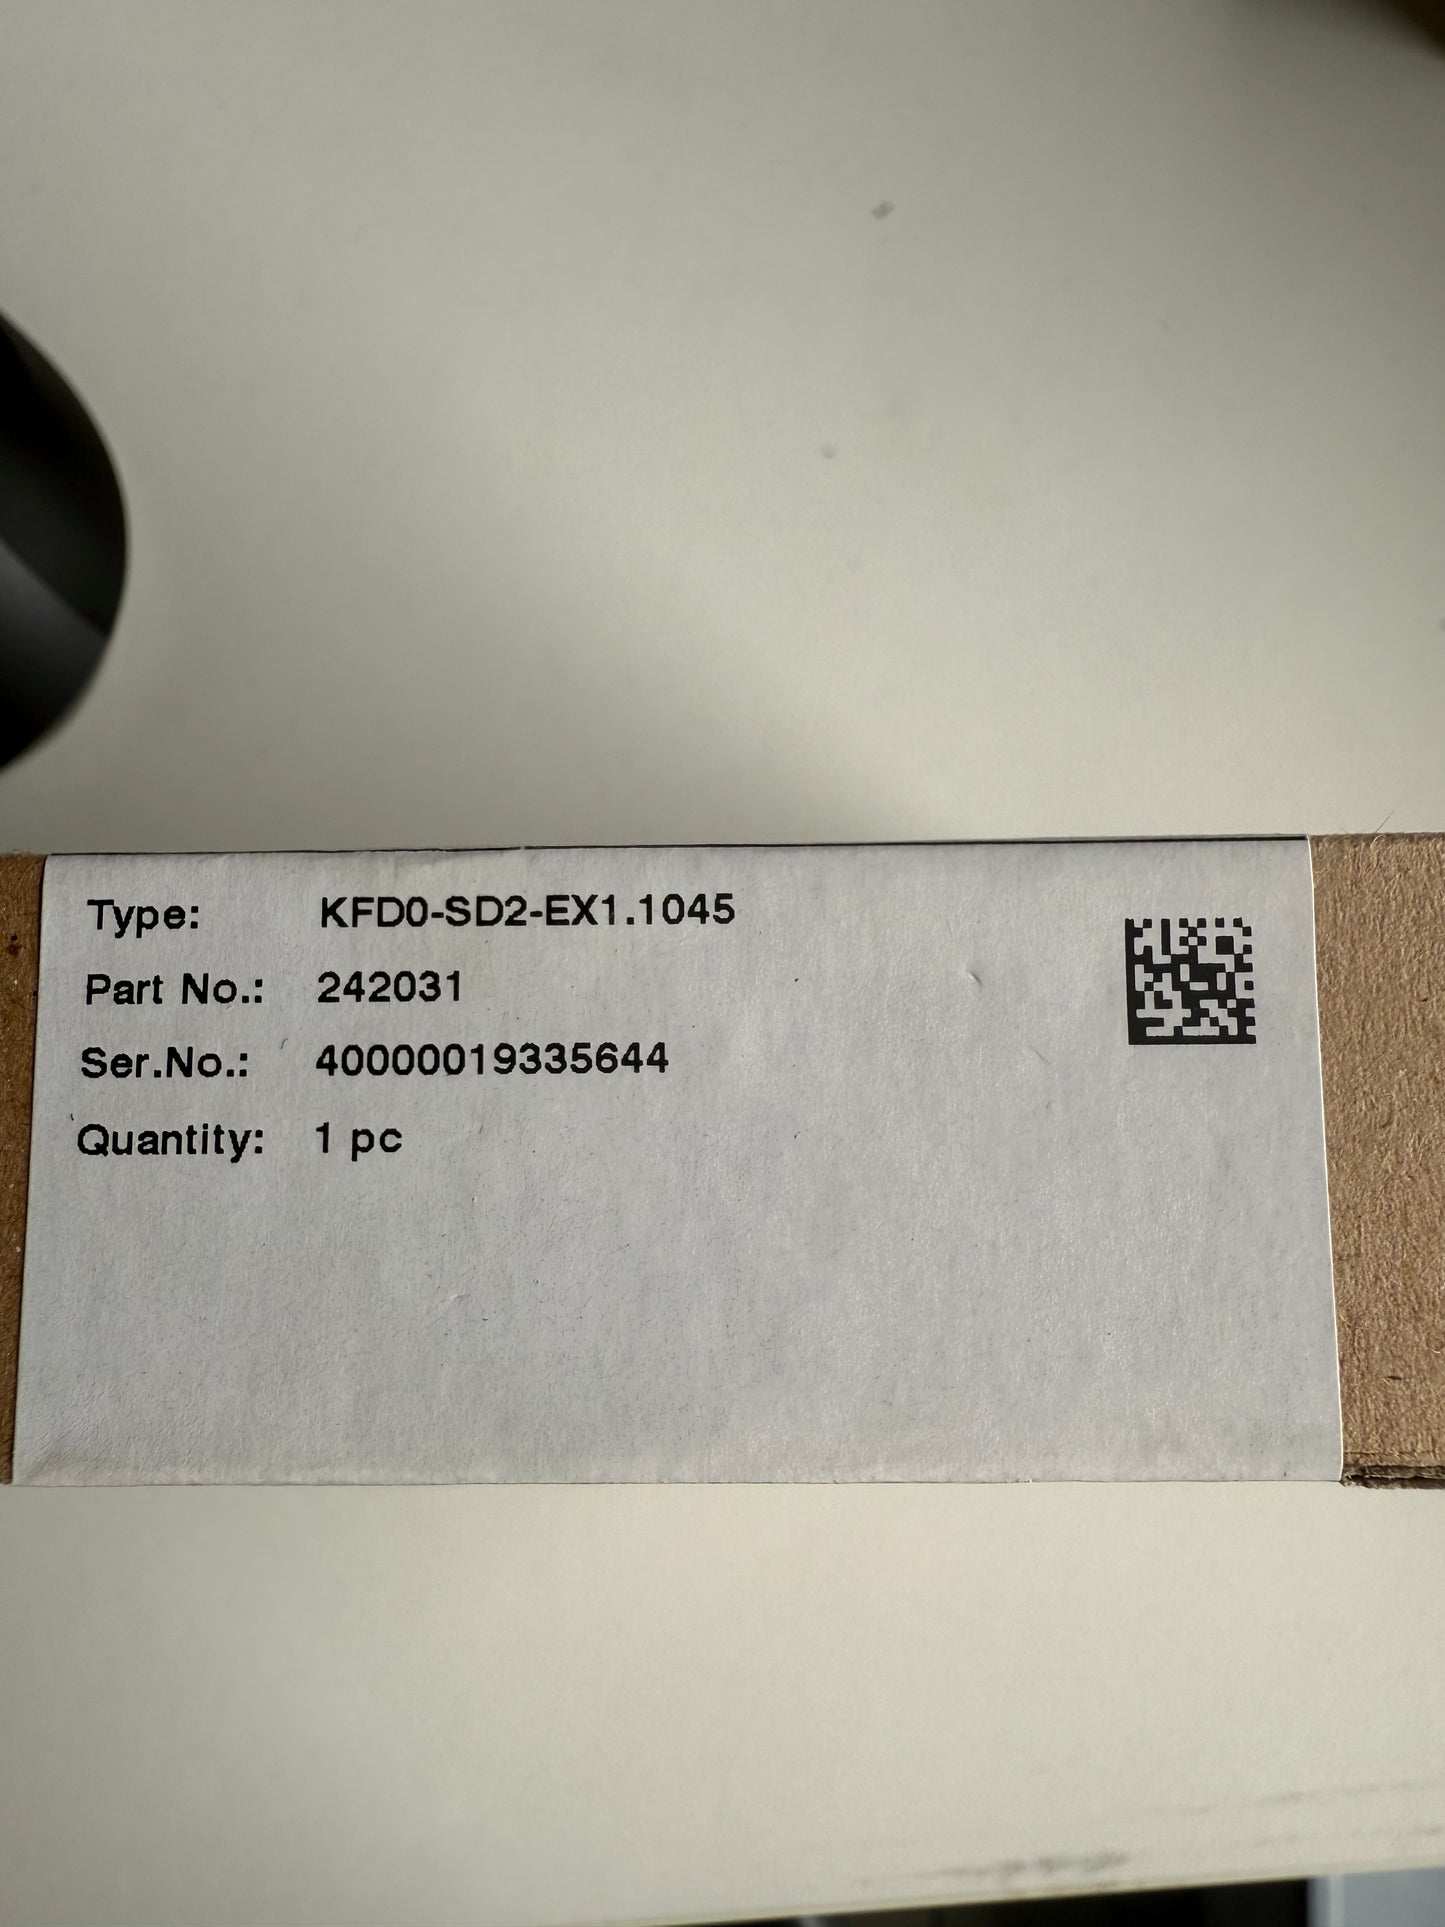 Type: KFD0-SD2-EX1.1045
Part No.: 242031
Ser.No.: 40000019335644
Quantity: 1 pc